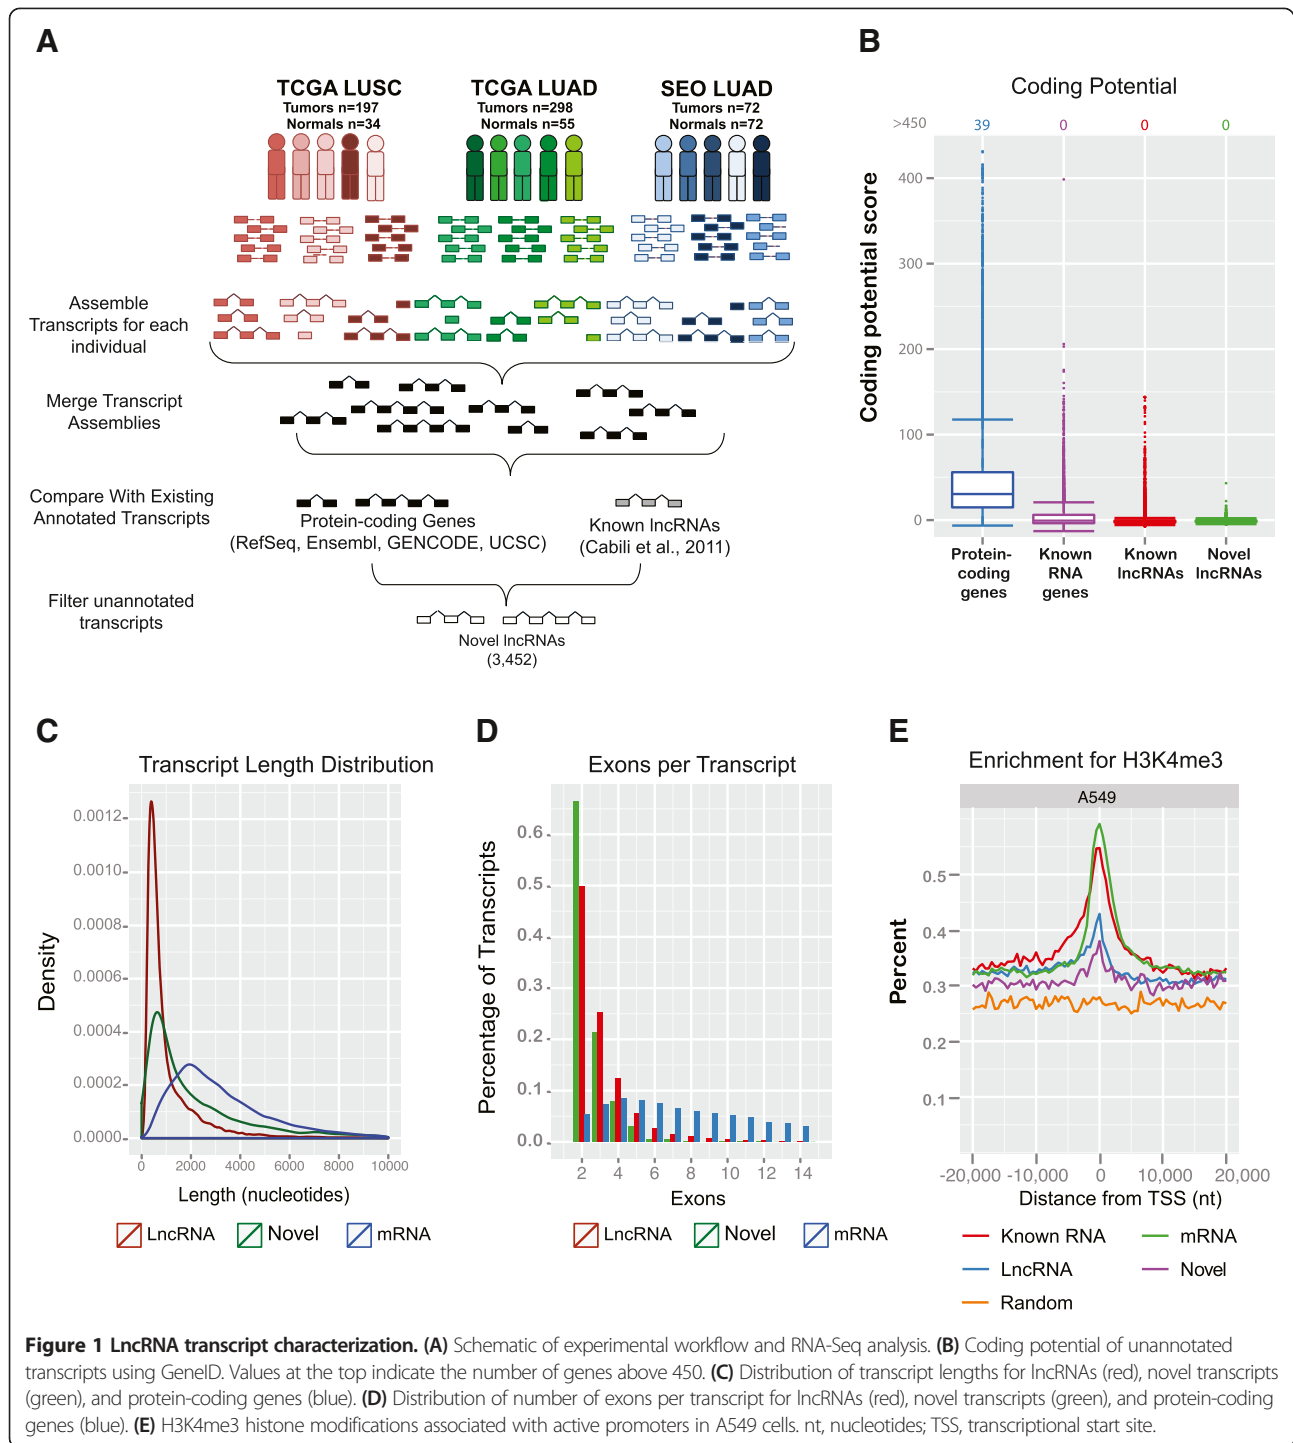 A
TCGA LUSC
Tumors n=197
Normals n=34
TCGA LUAD
Tumors n=298
Normals n=55
SEO LUAD
Tumors n=72
Normals n=72
Assemble
Transcripts for each
individual
Merge Transcript
Assemblies
Compare With Existing
Annotated Transcripts
Protein-coding Genes
(RefSeq, Ensembl, GENCODE, UCSC)
Known lncRNAs
(Cabili et al., 2011)
Filter unannotated
transcripts
Novel lncRNAs
(3,452)
B
Coding Potential
>450
39
0
0
0
Coding potential score
400
300
200
100
0
Protein-
coding
genes
Known
RNA
genes
Known
lncRNAs
Novel
lncRNAs
C
Transcript Length Distribution
Density
0.0012
0.0010
0.0008
0.0006
0.0004
0.0002
0.0000
0
2000
4000
6000
8000
10000
Length (nucleotides)
LncRNA
Novel
mRNA
D
Exons per Transcript
Percentage of Transcripts
0.6
0.5
0.4
0.3
0.2
0.1
0.0
2
4
6
8
10
12
14
Exons
LncRNA
Novel
mRNA
E
Enrichment for H3K4me3
A549
Percent
0.5
0.4
0.3
0.2
0.1
-20,000
-10,000
0
10,000
20,000
Distance from TSS (nt)
Known RNA
mRNA
LncRNA
Novel
Random
Figure 1 LncRNA transcript characterization. (A) Schematic of experimental workflow and RNA-Seq analysis. (B) Coding potential of unannotated
transcripts using GeneID. Values at the top indicate the number of genes above 450. (C) Distribution of transcript lengths for lncRNAs (red), novel transcripts
(green), and protein-coding genes (blue). (D) Distribution of number of exons per transcript for lncRNAs (red), novel transcripts (green), and protein-coding
genes (blue). (E) H3K4me3 histone modifications associated with active promoters in A549 cells. nt, nucleotides; TSS, transcriptional start site.